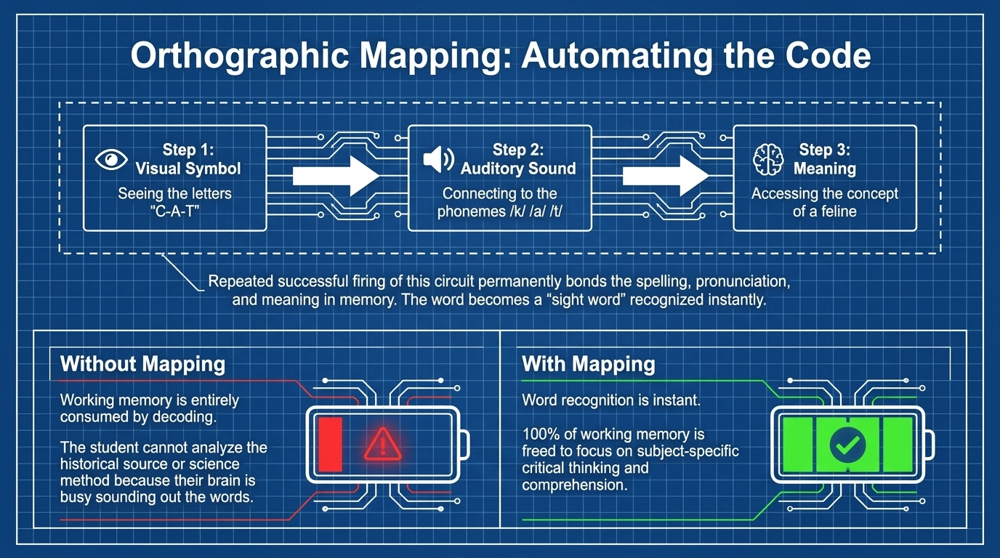 Orthographic Mapping: Automating the Code
Step 1:
Visual Symbol
Seeing the letters
"C-A-T"
Step 2:
Auditory Sound
Connecting to the
phonemes /k/ /a/ /t/
Step 3:
Meaning
Accessing the concept
of a feline
Repeated successful firing of this circuit permanently bonds the spelling, pronunciation,
and meaning in memory. The word becomes a “sight word” recognized instantly.
Without Mapping
Working memory is entirely
consumed by decoding.
The student cannot analyze the
historical source or science
method because their brain is
busy sounding out the words.
With Mapping
Word recognition is instant.
100% of working memory is
freed to focus on subject-specific
critical thinking and
comprehension.